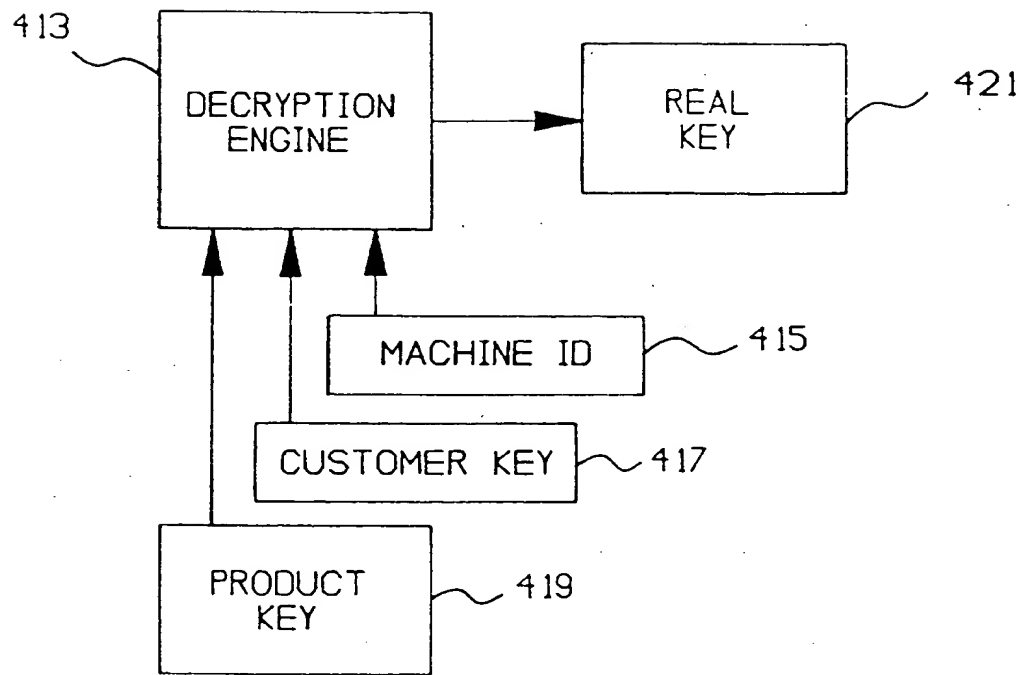 413
DECRYPTION
ENGINE
REAL
KEY
421
MACHINE ID
415
CUSTOMER KEY
417
PRODUCT
KEY
419